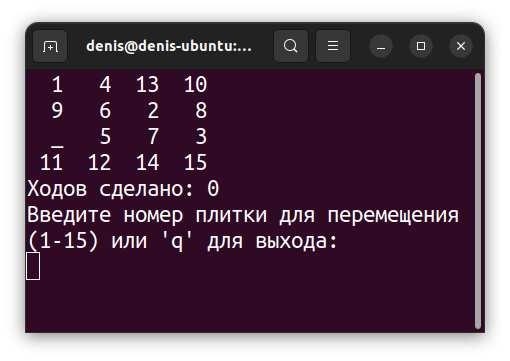 denis@denis-ubuntu:...
1 4 13 10
9 6 2 8
_ 5 7 3
11 12 14 15
Ходов сделано: 0
Введите номер плитки для перемещения
(1-15) или 'q' для выхода: